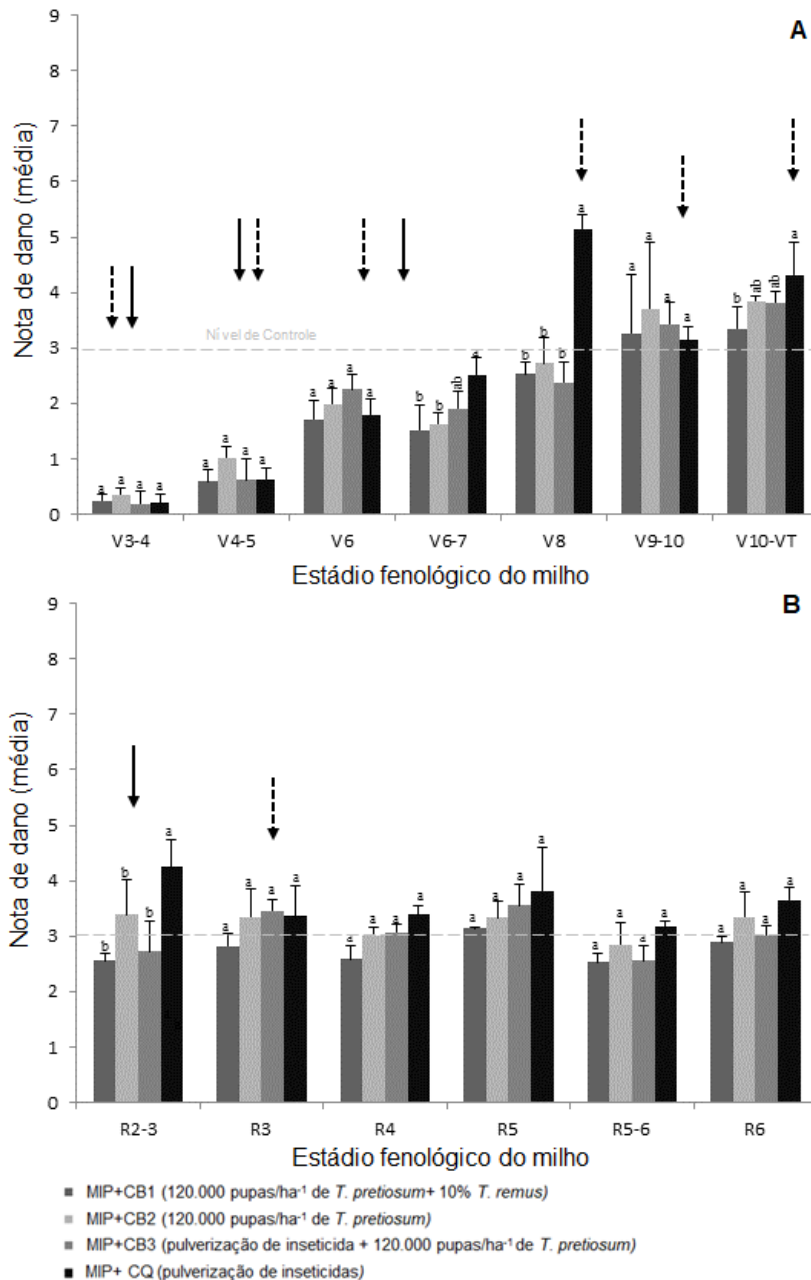 A
Nota de dano (média)
9
8
7
6
5
4
3
2
1
0
Nível de Controle
a a a a
a a a a
a a a a
b b ab a
b b b a
a a a a
b ab ab a
V3-4 V4-5 V6 V6-7 V8 V9-10 V10-VT
Estádio fenológico do milho
B
Nota de dano (média)
9
8
7
6
5
4
3
2
1
0
b b b a
a a a a
a a a a
a a a a
a a a a
a a a a
R2-3 R3 R4 R5 R5-6 R6
Estádio fenológico do milho
MIP+CB1 (120.000 pupas/ha⁻¹ de T. pretiosum+ 10% T. remus)
MIP+CB2 (120.000 pupas/ha⁻¹ de T. pretiosum)
MIP+CB3 (pulverização de inseticida + 120.000 pupas/ha⁻¹ de T. pretiosum)
MIP+ CQ (pulverização de inseticidas)